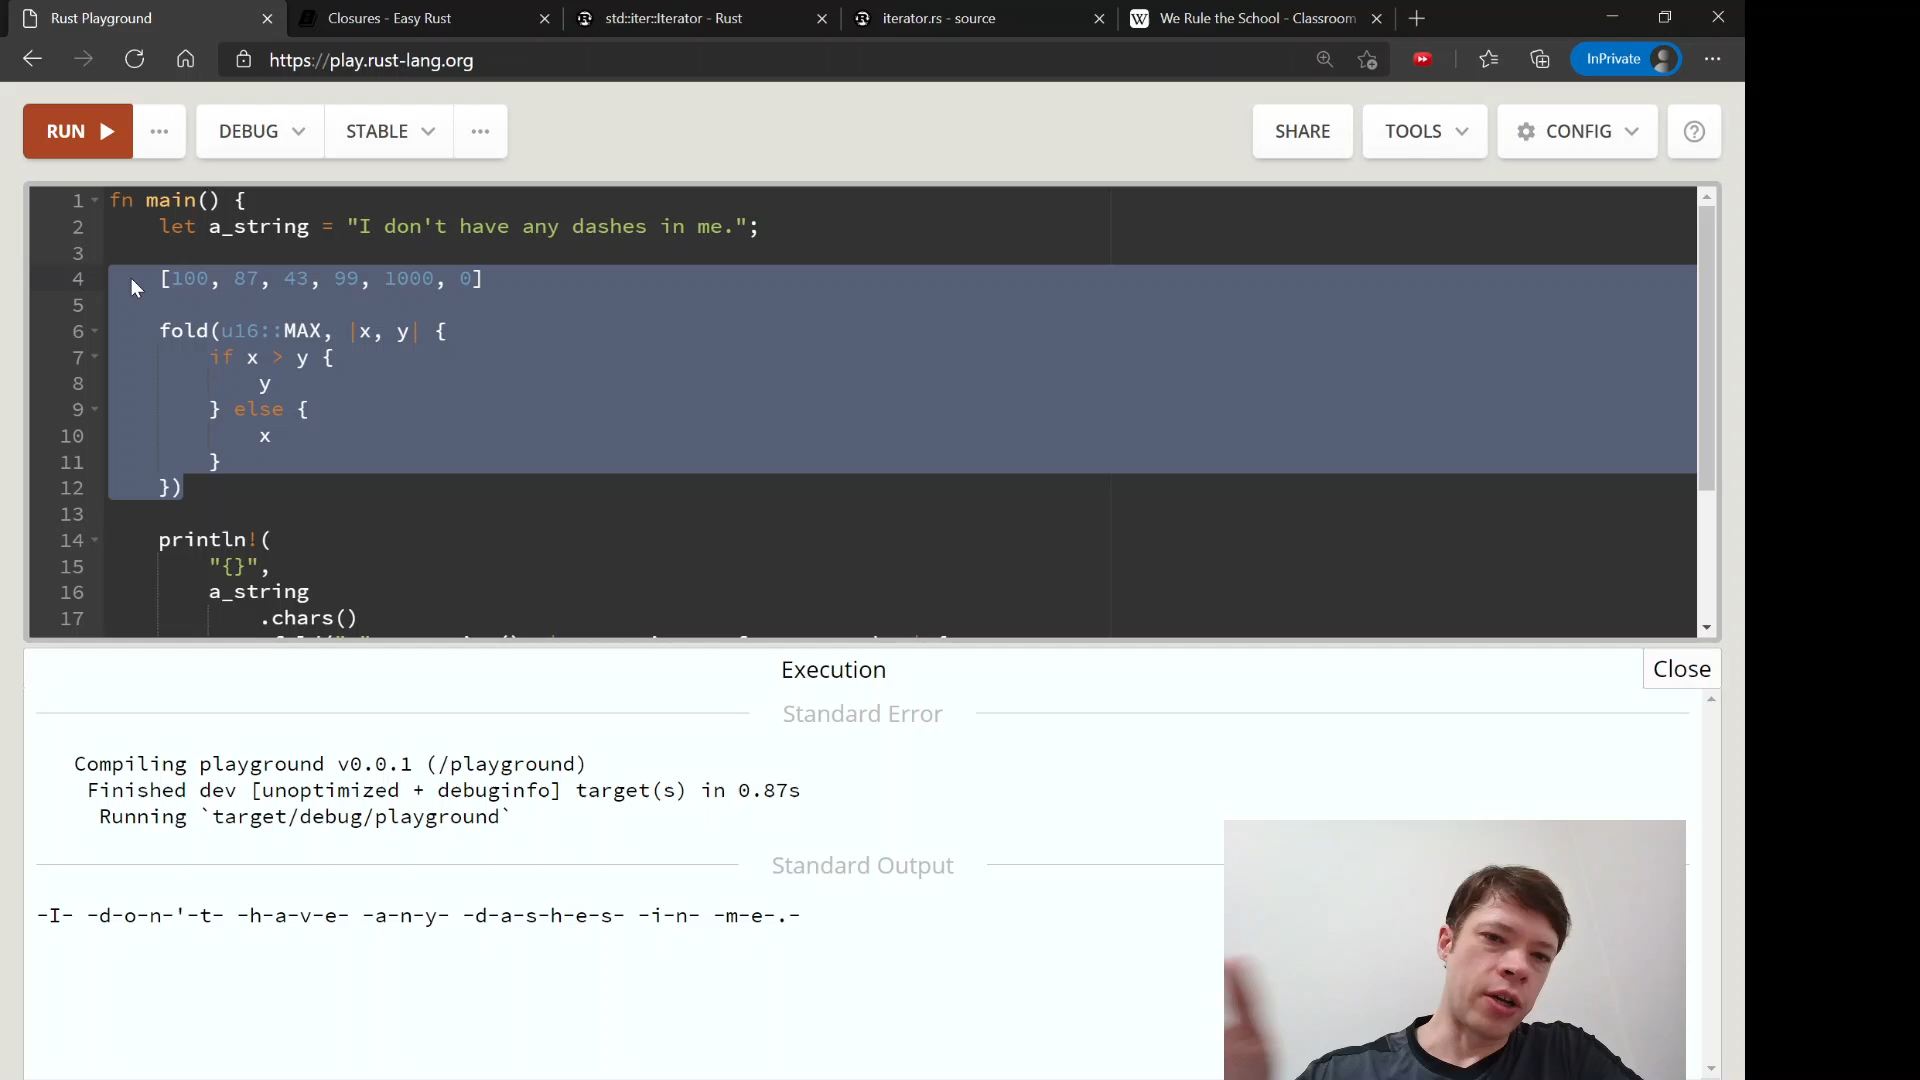 Rust Playground
Closures - Easy Rust
std::iter::Iterator - Rust
iterator.rs - source
We Rule the School - Classroom
https://play.rust-lang.org
InPrivate
RUN
DEBUG
STABLE
SHARE
TOOLS
CONFIG
1 fn main() {
2 let a_string = "I don't have any dashes in me.";
3
4 [100, 87, 43, 99, 1000, 0]
5
6 fold(u16::MAX, |x, y| {
7 if x > y {
8 y
9 } else {
10 x
11 }
12 })
13
14 println!(
15 "{}",
16 a_string
17 .chars()
Execution
Close
Standard Error
Compiling playground v0.0.1 (/playground)
Finished dev [unoptimized + debuginfo] target(s) in 0.87s
Running `target/debug/playground`
Standard Output
-I- -d-o-n-'-t- -h-a-v-e- -a-n-y- -d-a-s-h-e-s- -i-n- -m-e-.-